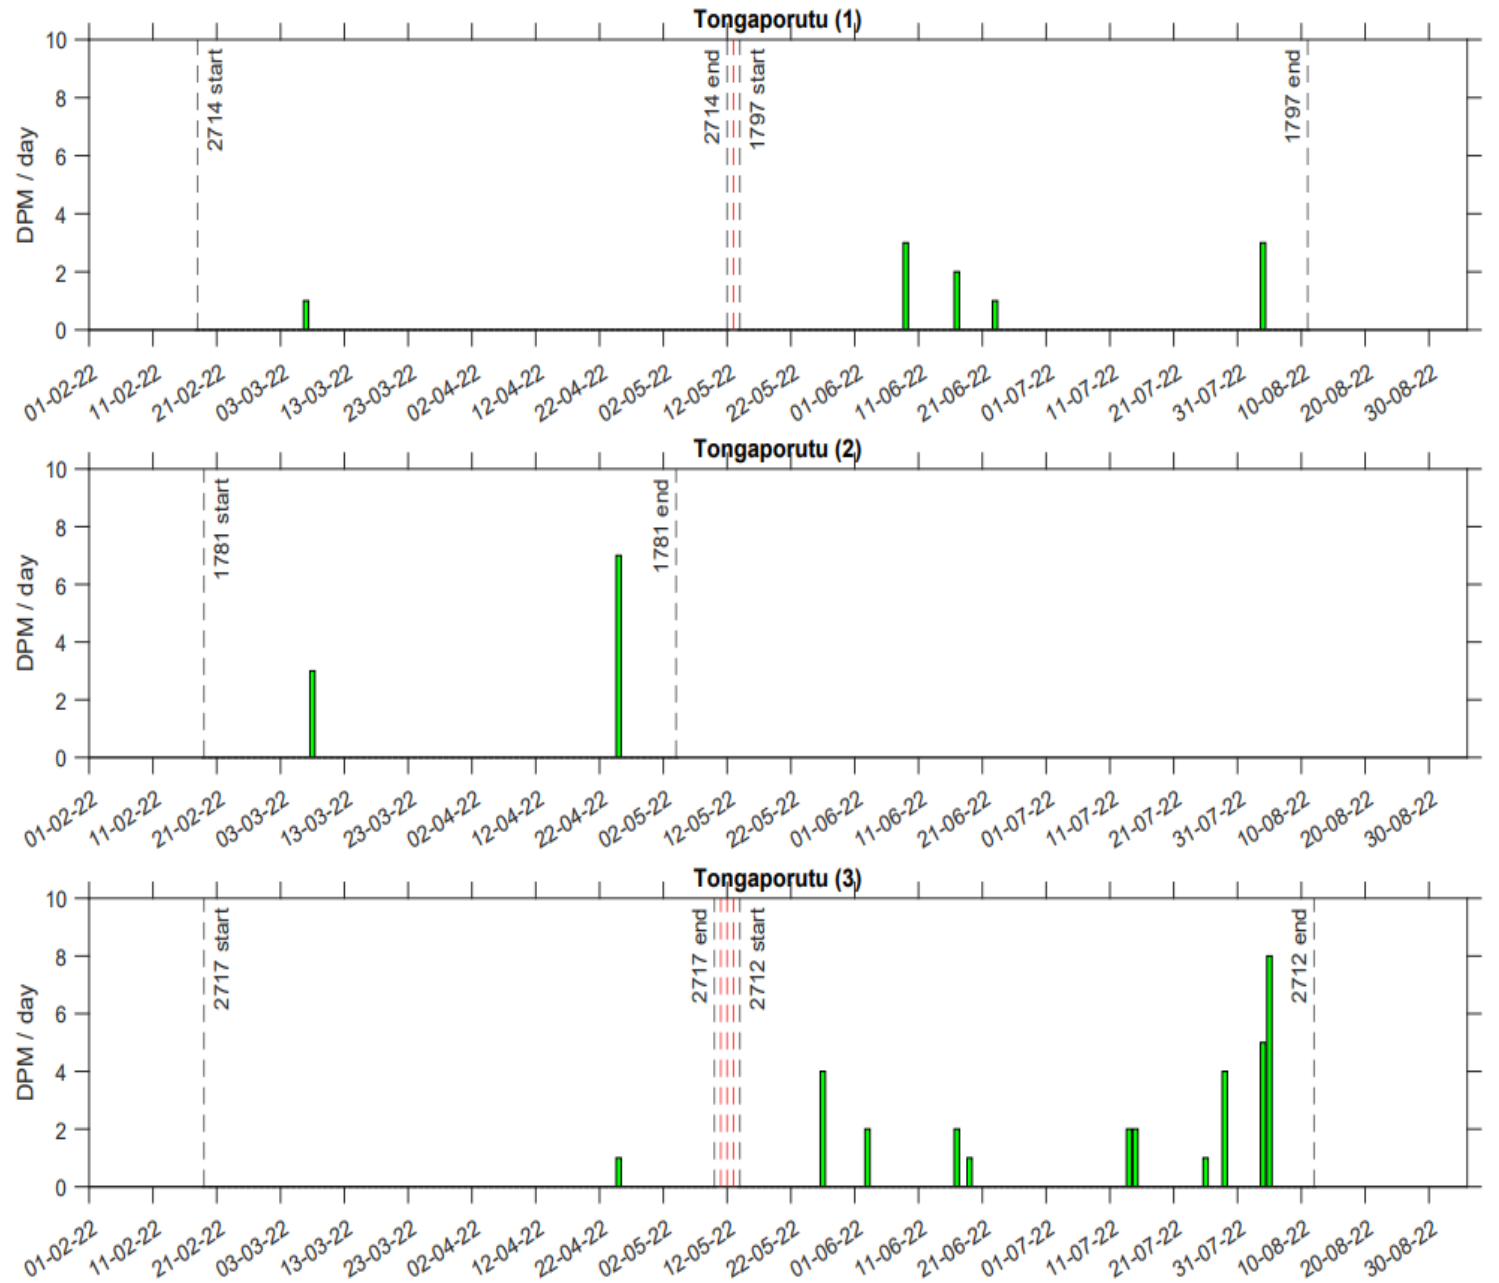 Tongaporutu (1)
DPM / day
10
8
6
4
2
0
2714 start
2714 end
1797 start
1797 end
01-02-22 11-02-22 21-02-22 03-03-22 13-03-22 23-03-22 02-04-22 12-04-22 22-04-22 02-05-22 12-05-22 22-05-22 01-06-22 11-06-22 21-06-22 01-07-22 11-07-22 21-07-22 31-07-22 10-08-22 20-08-22 30-08-22
Tongaporutu (2)
DPM / day
10
8
6
4
2
0
1781 start
1781 end
01-02-22 11-02-22 21-02-22 03-03-22 13-03-22 23-03-22 02-04-22 12-04-22 22-04-22 02-05-22 12-05-22 22-05-22 01-06-22 11-06-22 21-06-22 01-07-22 11-07-22 21-07-22 31-07-22 10-08-22 20-08-22 30-08-22
Tongaporutu (3)
DPM / day
10
8
6
4
2
0
2717 start
2717 end
2712 start
2712 end
01-02-22 11-02-22 21-02-22 03-03-22 13-03-22 23-03-22 02-04-22 12-04-22 22-04-22 02-05-22 12-05-22 22-05-22 01-06-22 11-06-22 21-06-22 01-07-22 11-07-22 21-07-22 31-07-22 10-08-22 20-08-22 30-08-22